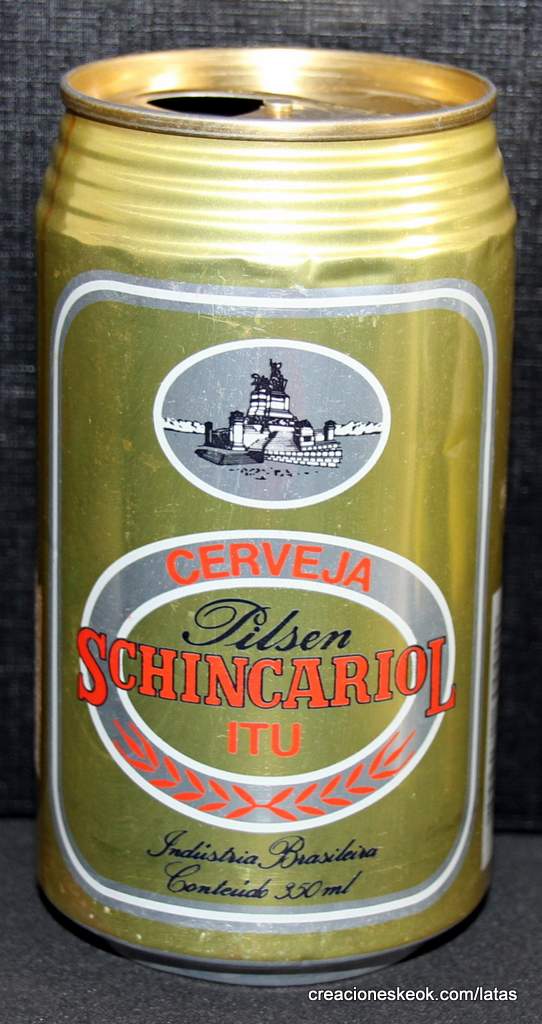 CERVEJA
Pilsen
SCHINCARIOL
ITU
Indústria Brasileira
Conteúdo 350 ml
creacioneskeok.com/latas